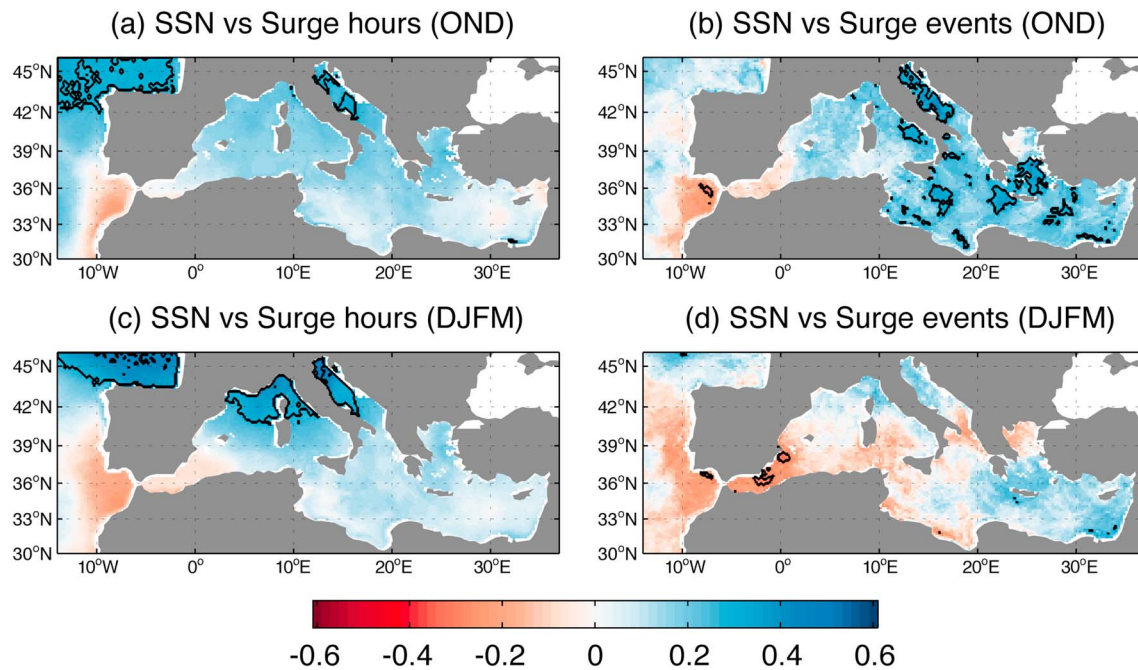 (a) SSN vs Surge hours (OND)
(b) SSN vs Surge events (OND)
45°N
42°N
39°N
36°N
33°N
30°N
10°W 0° 10°E 20°E 30°E
45°N
42°N
39°N
36°N
33°N
30°N
10°W 0° 10°E 20°E 30°E
(c) SSN vs Surge hours (DJFM)
(d) SSN vs Surge events (DJFM)
45°N
42°N
39°N
36°N
33°N
30°N
10°W 0° 10°E 20°E 30°E
45°N
42°N
39°N
36°N
33°N
30°N
10°W 0° 10°E 20°E 30°E
-0.6 -0.4 -0.2 0 0.2 0.4 0.6